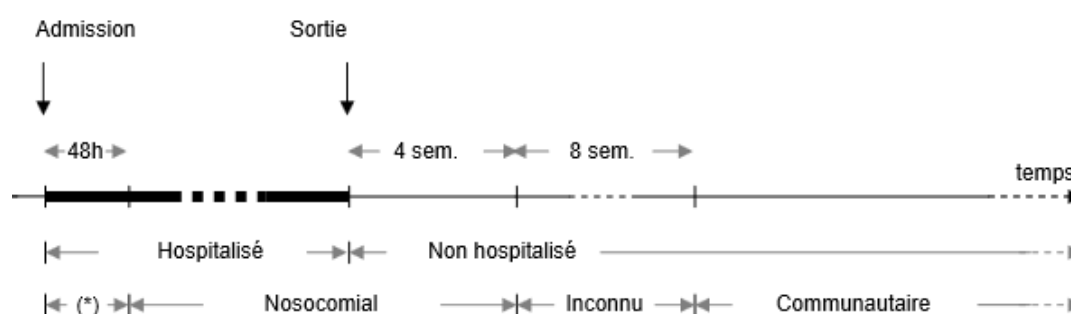 Admission Sortie
48h 4 sem. 8 sem.
temps
Hospitalisé Non hospitalisé
(*) Nosocomial Inconnu Communautaire